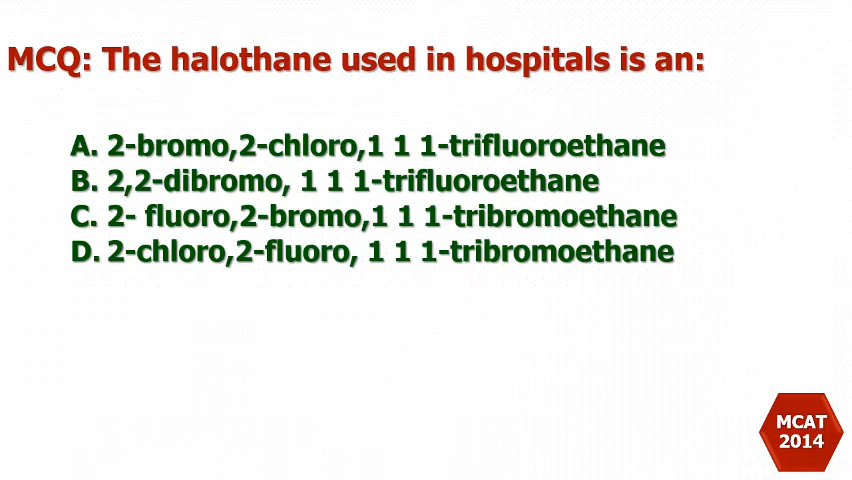 MCQ: The halothane used in hospitals is an:
A. 2-bromo,2-chloro,1 1 1-trifluoroethane
B. 2,2-dibromo, 1 1 1-trifluoroethane
C. 2- fluoro,2-bromo,1 1 1-tribromoethane
D. 2-chloro,2-fluoro, 1 1 1-tribromoethane
MCAT
2014